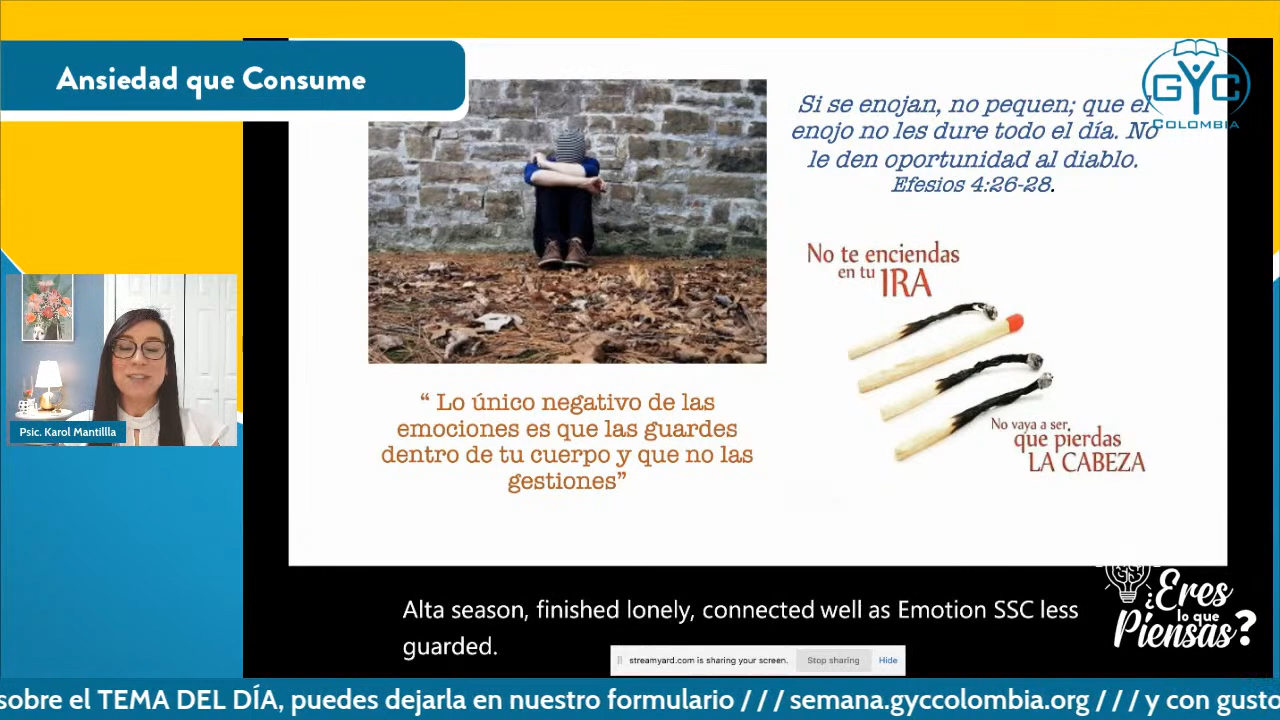 Ansiedad que Consume
GYC
COLOMBIA
Si se enojan, no pequen; que el
enojo no les dure todo el día. No
le den oportunidad al diablo.
Efesios 4:26-28.
No te enciendas
en tu IRA
No vaya a ser,
que pierdas
LA CABEZA
“ Lo único negativo de las
emociones es que las guardes
dentro de tu cuerpo y que no las
gestiones”
Psic. Karol Mantillla
Alta season, finished lonely, connected well as Emotion SSC less
guarded.
¿Eres
lo que
Piensas?
streamyard.com is sharing your screen. Stop sharing Hide
sobre el TEMA DEL DÍA, puedes dejarla en nuestro formulario / / / semana.gyccolombia.org / / / y con gusto